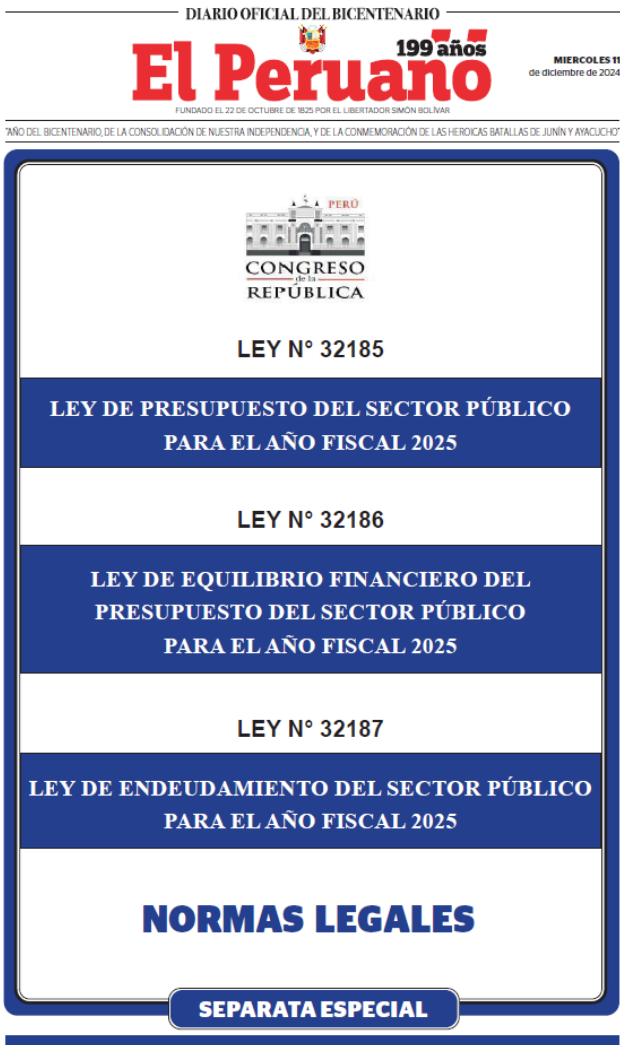 DIARIO OFICIAL DEL BICENTENARIO
El Peruano
199 años
MIERCOLES 11
de diciembre de 2024
FUNDADO EL 22 DE OCTUBRE DE 1825 POR EL LIBERTADOR SIMÓN BOLÍVAR
"AÑO DEL BICENTENARIO, DE LA CONSOLIDACIÓN DE NUESTRA INDEPENDENCIA, Y DE LA CONMEMORACIÓN DE LAS HEROICAS BATALLAS DE JUNÍN Y AYACUCHO"
PERÚ
CONGRESO
de la
REPÚBLICA
LEY N° 32185
LEY DE PRESUPUESTO DEL SECTOR PÚBLICO
PARA EL AÑO FISCAL 2025
LEY N° 32186
LEY DE EQUILIBRIO FINANCIERO DEL
PRESUPUESTO DEL SECTOR PÚBLICO
PARA EL AÑO FISCAL 2025
LEY N° 32187
LEY DE ENDEUDAMIENTO DEL SECTOR PÚBLICO
PARA EL AÑO FISCAL 2025
NORMAS LEGALES
SEPARATA ESPECIAL